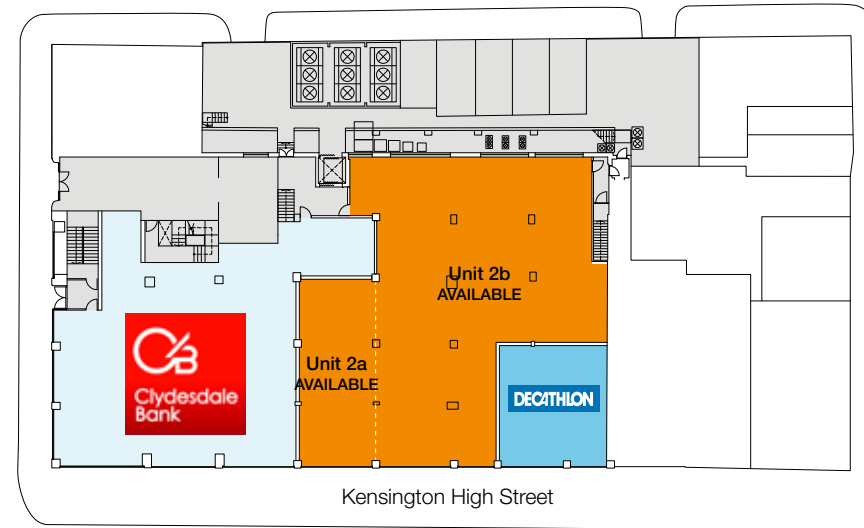 Unit 2b
AVAILABLE
Unit 2a
AVAILABLE
Clydesdale
Bank
DECATHLON
Kensington High Street